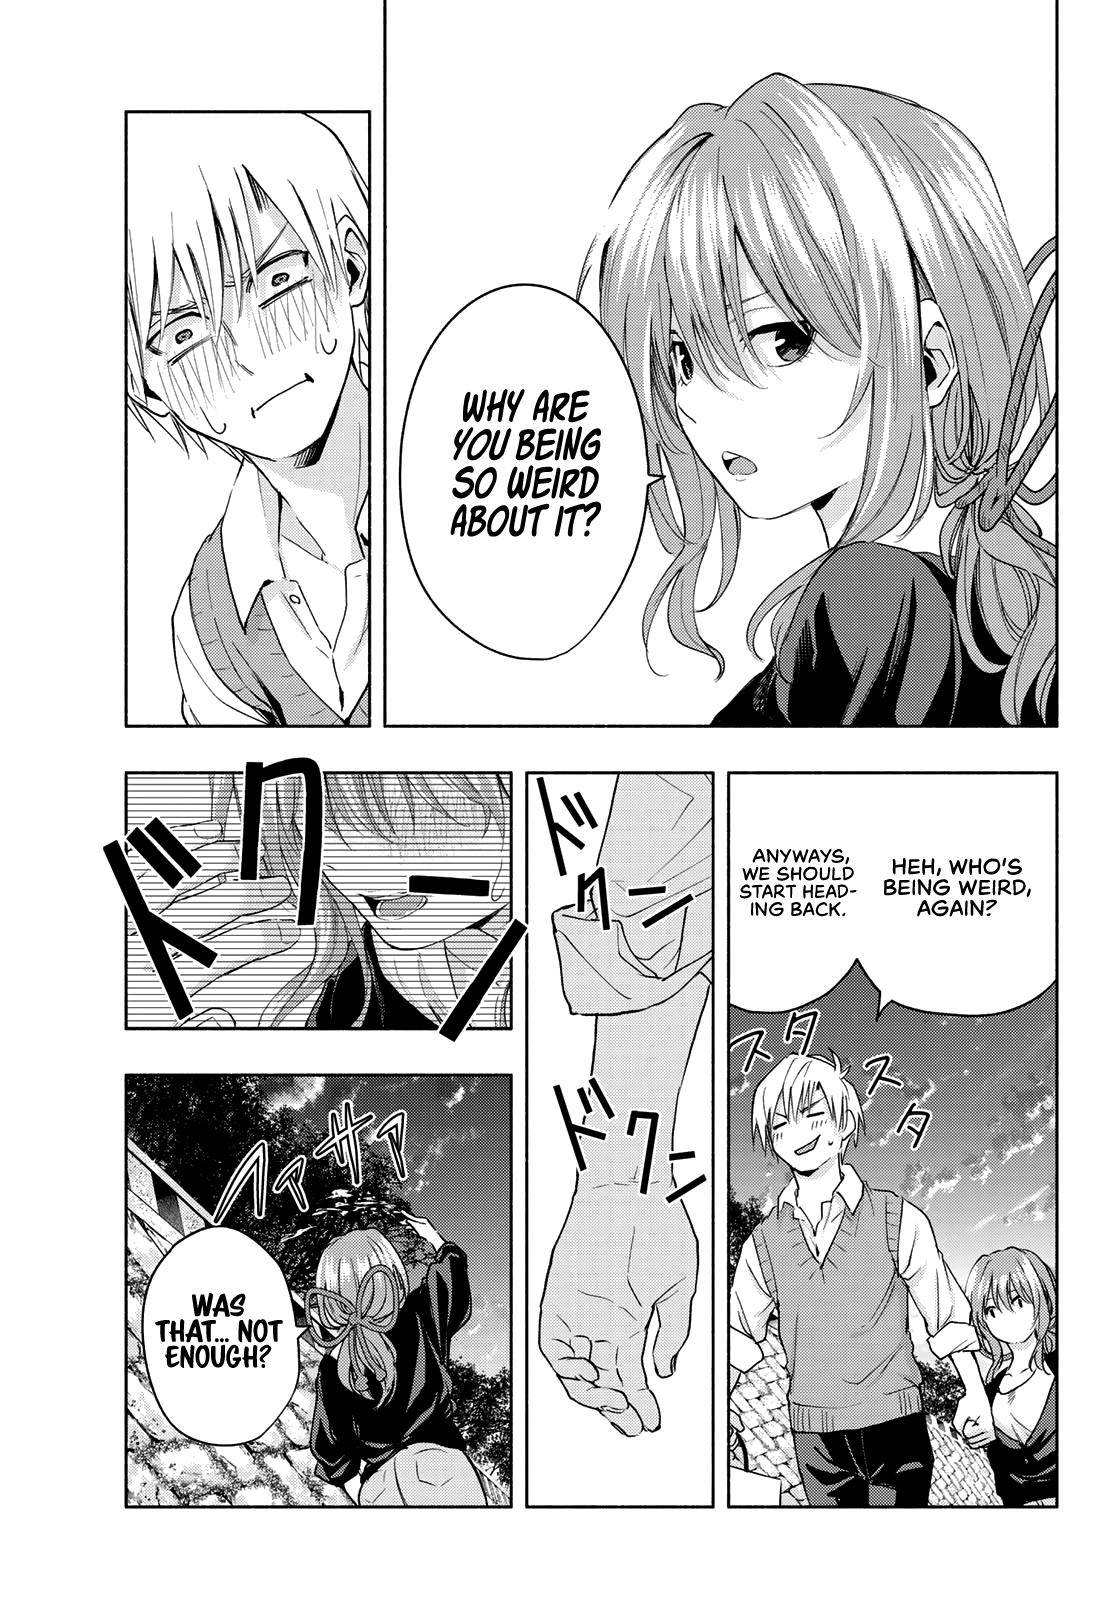 WHY ARE
YOU BEING
SO WEIRD
ABOUT IT?
HEH, WHO'S
BEING WEIRD,
AGAIN?
ANYWAYS,
WE SHOULD
START HEAD-
ING BACK.
スタ
スタ
ドクン
ドクン
ドクン
ファサァ
WAS
THAT... NOT
ENOUGH?